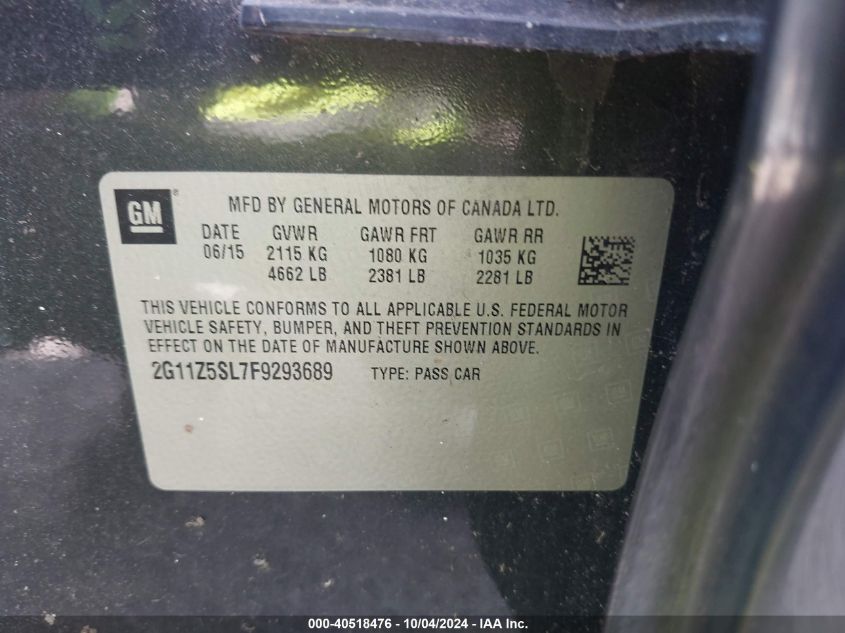 GM ®
MFD BY GENERAL MOTORS OF CANADA LTD.
DATE GVWR GAWR FRT GAWR RR
06/15 2115 KG 1080 KG 1035 KG
4662 LB 2381 LB 2281 LB
THIS VEHICLE CONFORMS TO ALL APPLICABLE U.S. FEDERAL MOTOR
VEHICLE SAFETY, BUMPER, AND THEFT PREVENTION STANDARDS IN
EFFECT ON THE DATE OF MANUFACTURE SHOWN ABOVE.
2G11Z5SL7F9293689 TYPE: PASS CAR
000-40518476 - 10/04/2024 - IAA Inc.